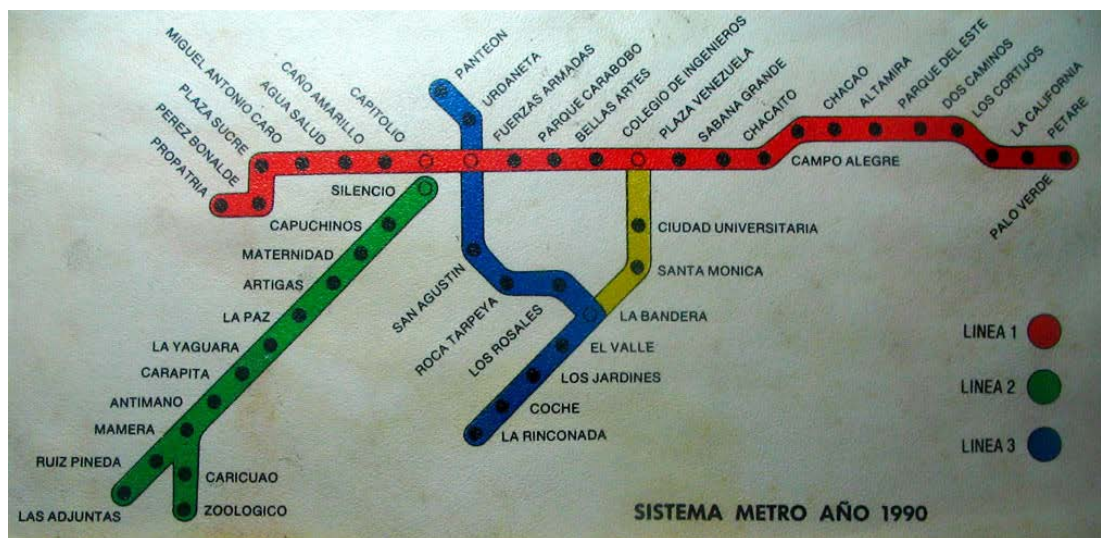 PROPATRIA
PEREZ BONALDE
PLAZA SUCRE
MIGUEL ANTONIO CARO
AGUA SALUD
CAÑO AMARILLO
CAPITOLIO
PANTEON
URDANETA
FUERZAS ARMADAS
PARQUE CARABOBO
BELLAS ARTES
COLEGIO DE INGENIEROS
PLAZA VENEZUELA
SABANA GRANDE
CHACAITO
CAMPO ALEGRE
CHACAO
ALTAMIRA
PARQUE DEL ESTE
DOS CAMINOS
LOS CORTIJOS
LA CALIFORNIA
PETARE
PALO VERDE
SILENCIO
CAPUCHINOS
MATERNIDAD
ARTIGAS
LA PAZ
LA YAGUARA
CARAPITA
ANTIMANO
MAMERA
RUIZ PINEDA
LAS ADJUNTAS
CARICUAO
ZOOLOGICO
SAN AGUSTIN
ROCA TARPEYA
LOS ROSALES
CIUDAD UNIVERSITARIA
SANTA MONICA
LA BANDERA
EL VALLE
LOS JARDINES
COCHE
LA RINCONADA
LINEA 1
LINEA 2
LINEA 3
SISTEMA METRO AÑO 1990